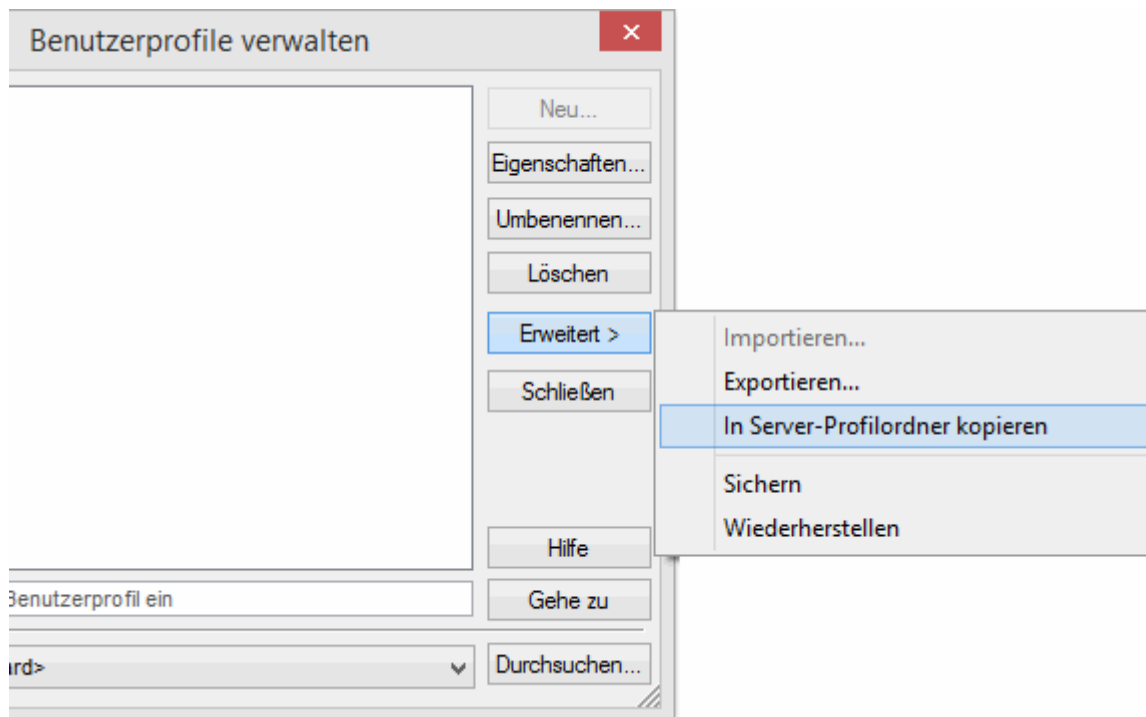 Benutzerprofile verwalten
Neu...
Eigenschaften...
Umbenennen...
Löschen
Erweitert >
Schließen
Importieren...
Exportieren...
In Server-Profilordner kopieren
Sichern
Wiederherstellen
Hilfe
Benutzerprofil ein
Gehe zu
ard>
Durchsuchen...